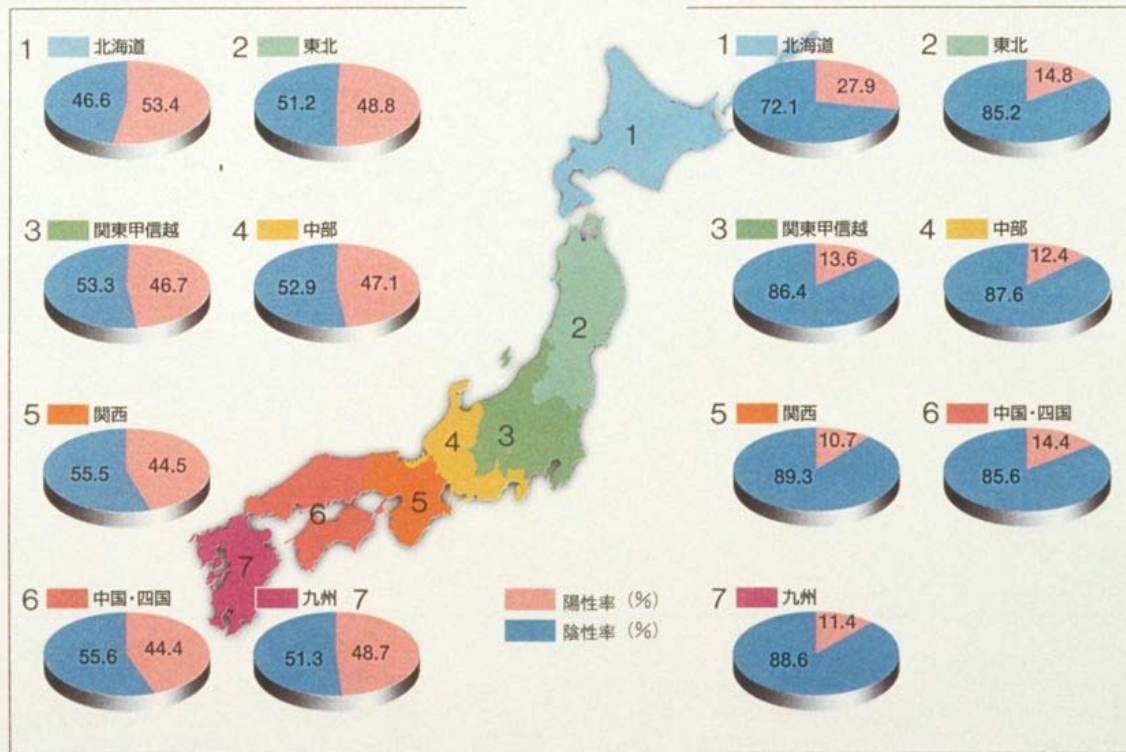 1 北海道
46.6 53.4
2 東北
51.2 48.8
3 関東甲信越
53.3 46.7
4 中部
52.9 47.1
5 関西
55.5 44.5
6 中国・四国
55.6 44.4
九州 7
51.3 48.7
1
2
3
4
5
6
7
陽性率（%）
陰性率（%）
1 北海道
72.1 27.9
2 東北
85.2 14.8
3 関東甲信越
86.4 13.6
4 中部
87.6 12.4
5 関西
89.3 10.7
6 中国・四国
85.6 14.4
7 九州
88.6 11.4